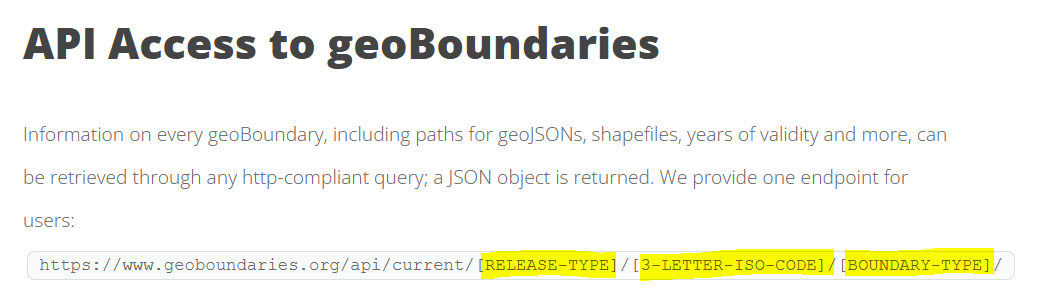 API Access to geoBoundaries
Information on every geoBoundary, including paths for geoJSONs, shapefiles, years of validity and more, can
be retrieved through any http-compliant query; a JSON object is returned. We provide one endpoint for
users:
https://www.geoboundaries.org/api/current/[RELEASE-TYPE]/[3-LETTER-ISO-CODE]/[BOUNDARY-TYPE]/